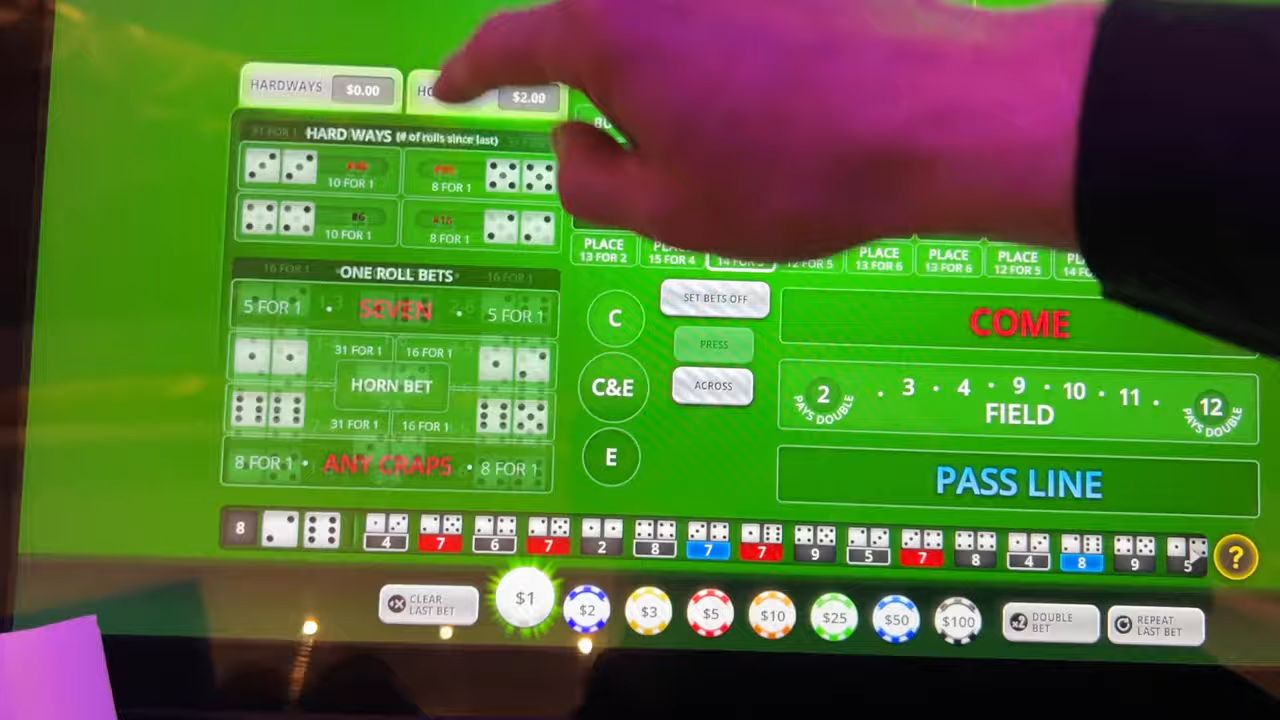 HARDWAYS $0.00
$2.00
HARD WAYS (# of rolls since last)
10 FOR 1
8 FOR 1
#6
10 FOR 1
#16
8 FOR 1
PLACE
13 FOR 2
15 FOR 4
12 FOR 5
PLACE
13 FOR 6
PLACE
13 FOR 6
PLACE
12 FOR 5
ONE ROLL BETS
5 FOR 1 • SEVEN • 5 FOR 1
31 FOR 1
16 FOR 1
HORN BET
31 FOR 1
16 FOR 1
8 FOR 1 • ANY CRAPS • 8 FOR 1
C
C&E
E
SET BETS OFF
PRESS
ACROSS
COME
2 PAYS DOUBLE • 3 • 4 • 9 • 10 • 11 • 12 PAYS DOUBLE
FIELD
PASS LINE
8 4 7 6 7 2 8 7 7 9 5 7 8 4 8 9 5 ?
CLEAR LAST BET
$1 $2 $3 $5 $10 $25 $50 $100
x2 DOUBLE BET
REPEAT LAST BET